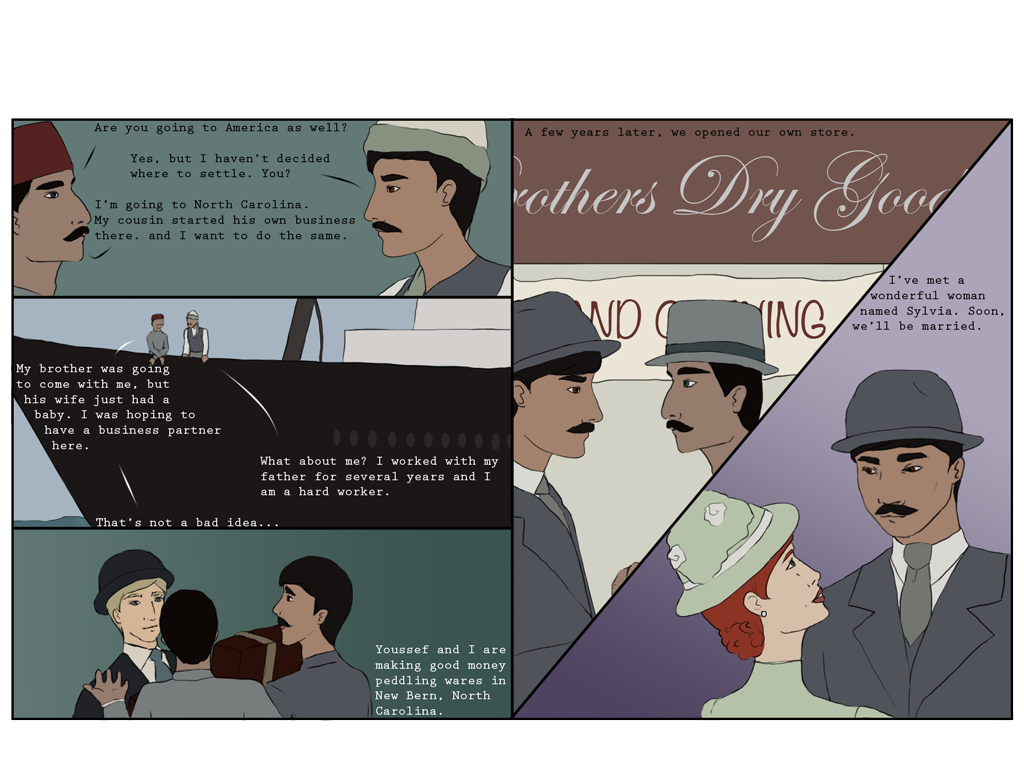 Are you going to America as well?
Yes, but I haven't decided
where to settle. You?
I'm going to North Carolina.
My cousin started his own business
there. and I want to do the same.
My brother was going
to come with me, but
his wife just had a
baby. I was hoping to
have a business partner
here.
What about me? I worked with my
father for several years and I
am a hard worker.
That's not a bad idea...
Youssef and I are
making good money
peddling wares in
New Bern, North
Carolina.
A few years later, we opened our own store.
rothers Dry Goo
ND O NING
I've met a
wonderful woman
named Sylvia. Soon,
we'll be married.